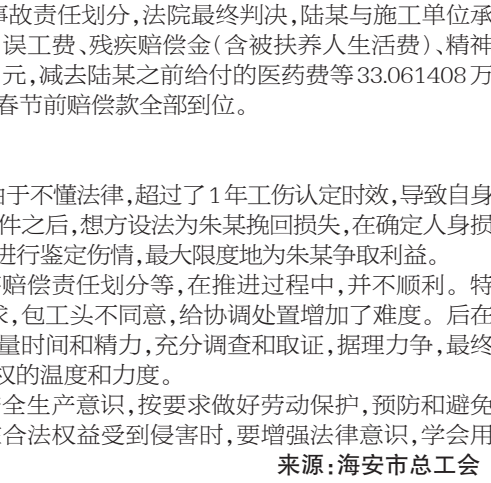 事故责任划分,法院最终判决,陆某与施工单位承
误工费、残疾赔偿金(含被扶养人生活费)、精神
元,减去陆某之前给付的医药费等33.061408万
春节前赔偿款全部到位。
由于不懂法律,超过了1年工伤认定时效,导致自身
件之后,想方设法为朱某挽回损失,在确定人身损
进行鉴定伤情,最大限度地为朱某争取利益。
赔偿责任划分等,在推进过程中,并不顺利。特
求,包工头不同意,给协调处置增加了难度。后在
量时间和精力,充分调查和取证,据理力争,最终
权的温度和力度。
全生产意识,按要求做好劳动保护,预防和避免
合法权益受到侵害时,要增强法律意识,学会用
来源:海安市总工会